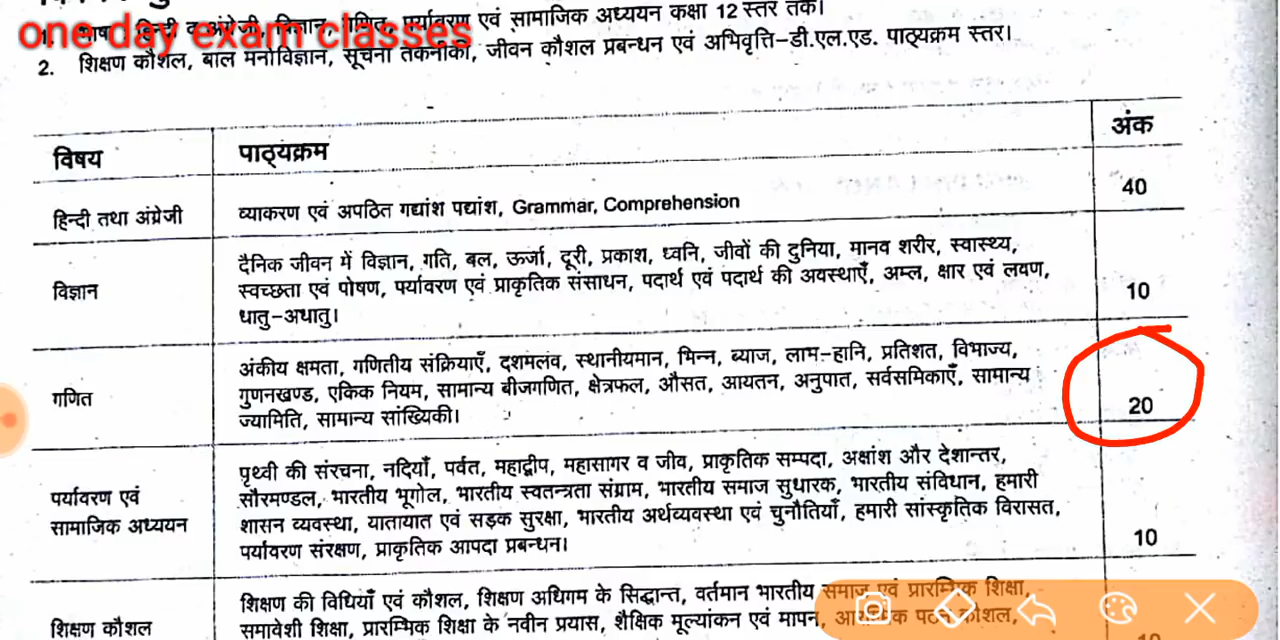 one day exam classes
एवं सामाजिक अध्ययन कक्षा 12 स्तर तक।
2. शिक्षण कौशल, बाल मनोविज्ञान, सूचना तकनीकी, जीवन कौशल प्रबन्धन एवं अभिवृत्ति-डी.एल.एड. पाठ्यक्रम स्तर।
विषय पाठ्यक्रम अंक
हिन्दी तथा अंग्रेजी व्याकरण एवं अपठित गद्यांश पद्यांश, Grammar, Comprehension 40
दैनिक जीवन में विज्ञान, गति, बल, ऊर्जा, दूरी, प्रकाश, ध्वनि, जीवों की दुनिया, मानव शरीर, स्वास्थ्य,
विज्ञान स्वच्छता एवं पोषण, पर्यावरण एवं प्राकृतिक संसाधन, पदार्थ एवं पदार्थ की अवस्थाएँ, अम्ल, क्षार एवं लवण, 10
धातु-अधातु।
अंकीय क्षमता, गणितीय संक्रियाएँ, दशमलव, स्थानीयमान, भिन्न, ब्याज, लाभ-हानि, प्रतिशत, विभाज्य,
गणित गुणनखण्ड, एकिक नियम, सामान्य बीजगणित, क्षेत्रफल, औसत, आयतन, अनुपात, सर्वसमिकाएँ, सामान्य 20
ज्यामिति, सामान्य सांख्यिकी।
पृथ्वी की संरचना, नदियाँ, पर्वत, महाद्वीप, महासागर व जीव, प्राकृतिक सम्पदा, अक्षांश और देशान्तर,
पर्यावरण एवं सौरमण्डल, भारतीय भूगोल, भारतीय स्वतन्त्रता संग्राम, भारतीय समाज सुधारक, भारतीय संविधान, हमारी
सामाजिक अध्ययन शासन व्यवस्था, यातायात एवं सड़क सुरक्षा, भारतीय अर्थव्यवस्था एवं चुनौतियाँ, हमारी सांस्कृतिक विरासत,
पर्यावरण संरक्षण, प्राकृतिक आपदा प्रबन्धन। 10
शिक्षण की विधियाँ एवं कौशल, शिक्षण अधिगम के सिद्धान्त, वर्तमान भारतीय समाज एवं प्रारम्भिक शिक्षा,
शिक्षण कौशल समावेशी शिक्षा, प्रारम्भिक शिक्षा के नवीन प्रयास, शैक्षिक मूल्यांकन एवं मापन, कौशल,